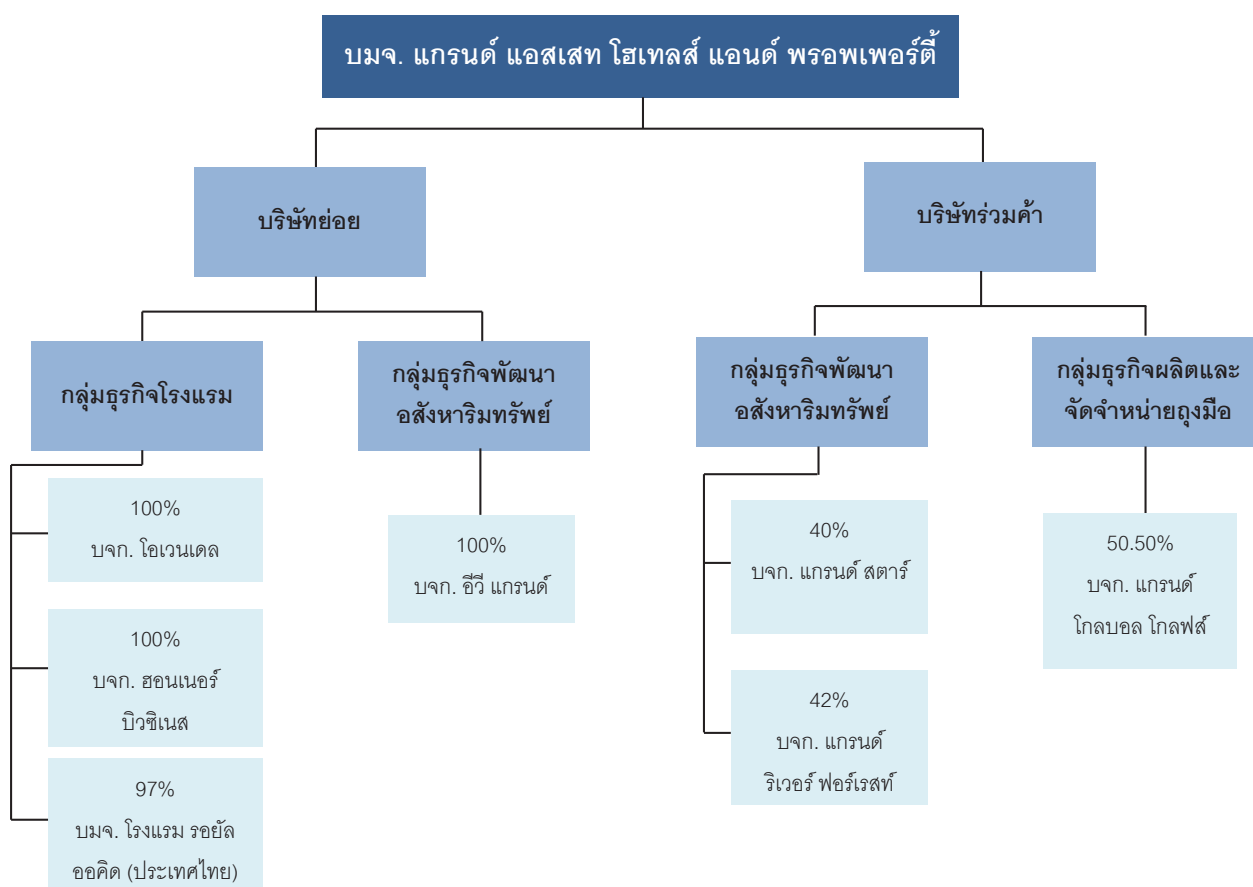 บมจ. แกรนด์ แอสเสท โฮเทลส์ แอนด์ พรอพเพอร์ตี้
บริษัทย่อย
บริษัทร่วมค้า
กลุ่มธุรกิจโรงแรม
กลุ่มธุรกิจพัฒนา
อสังหาริมทรัพย์
กลุ่มธุรกิจพัฒนา
อสังหาริมทรัพย์
กลุ่มธุรกิจผลิตและ
จัดจำหน่ายถุงมือ
100%
บจก. โอเวนเดล
100%
บจก. ฮอนเนอร์
บิวซิเนส
97%
บมจ. โรงแรม รอยัล
ออคิด (ประเทศไทย)
100%
บจก. อีวี แกรนด์
40%
บจก. แกรนด์ สตาร์
42%
บจก. แกรนด์
ริเวอร์ ฟอร์เรสท์
50.50%
บจก. แกรนด์
โกลบอล โกลฟส์